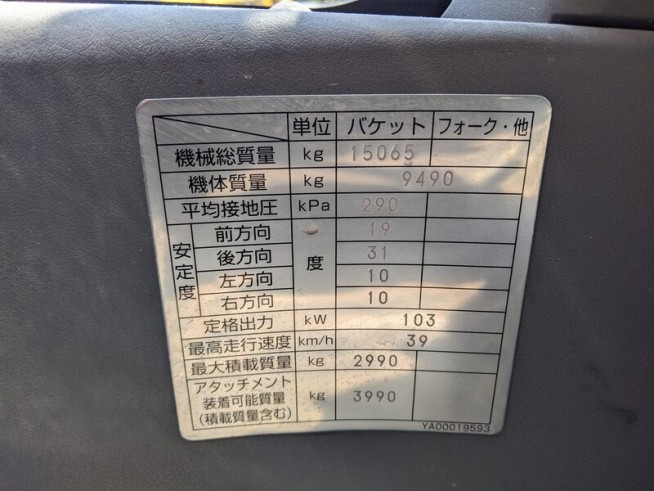 単位 バケット フォーク・他
機械総質量 kg 15065
機体質量 kg 9490
平均接地圧 kPa 290
安定度 前方向 度 19
後方向 31
左方向 10
右方向 10
定格出力 kW 103
最高走行速度 km/h 39
最大積載質量 kg 2990
アタッチメント
装着可能質量 kg 3990
(積載質量含む)
YA00019593